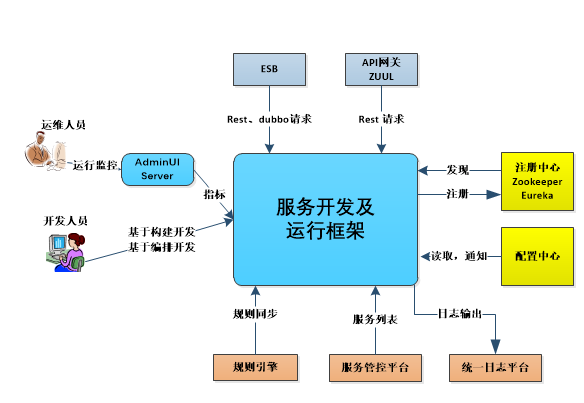 ESB
API网关
ZUUL
Rest、dubbo请求
Rest 请求
运维人员
运行监控
AdminUI
Server
指标
服务开发及
运行框架
发现
注册
注册中心
Zookeeper
Eureka
开发人员
基于构建开发
基于编排开发
读取，通知
配置中心
规则同步
服务列表
日志输出
规则引擎
服务管控平台
统一日志平台